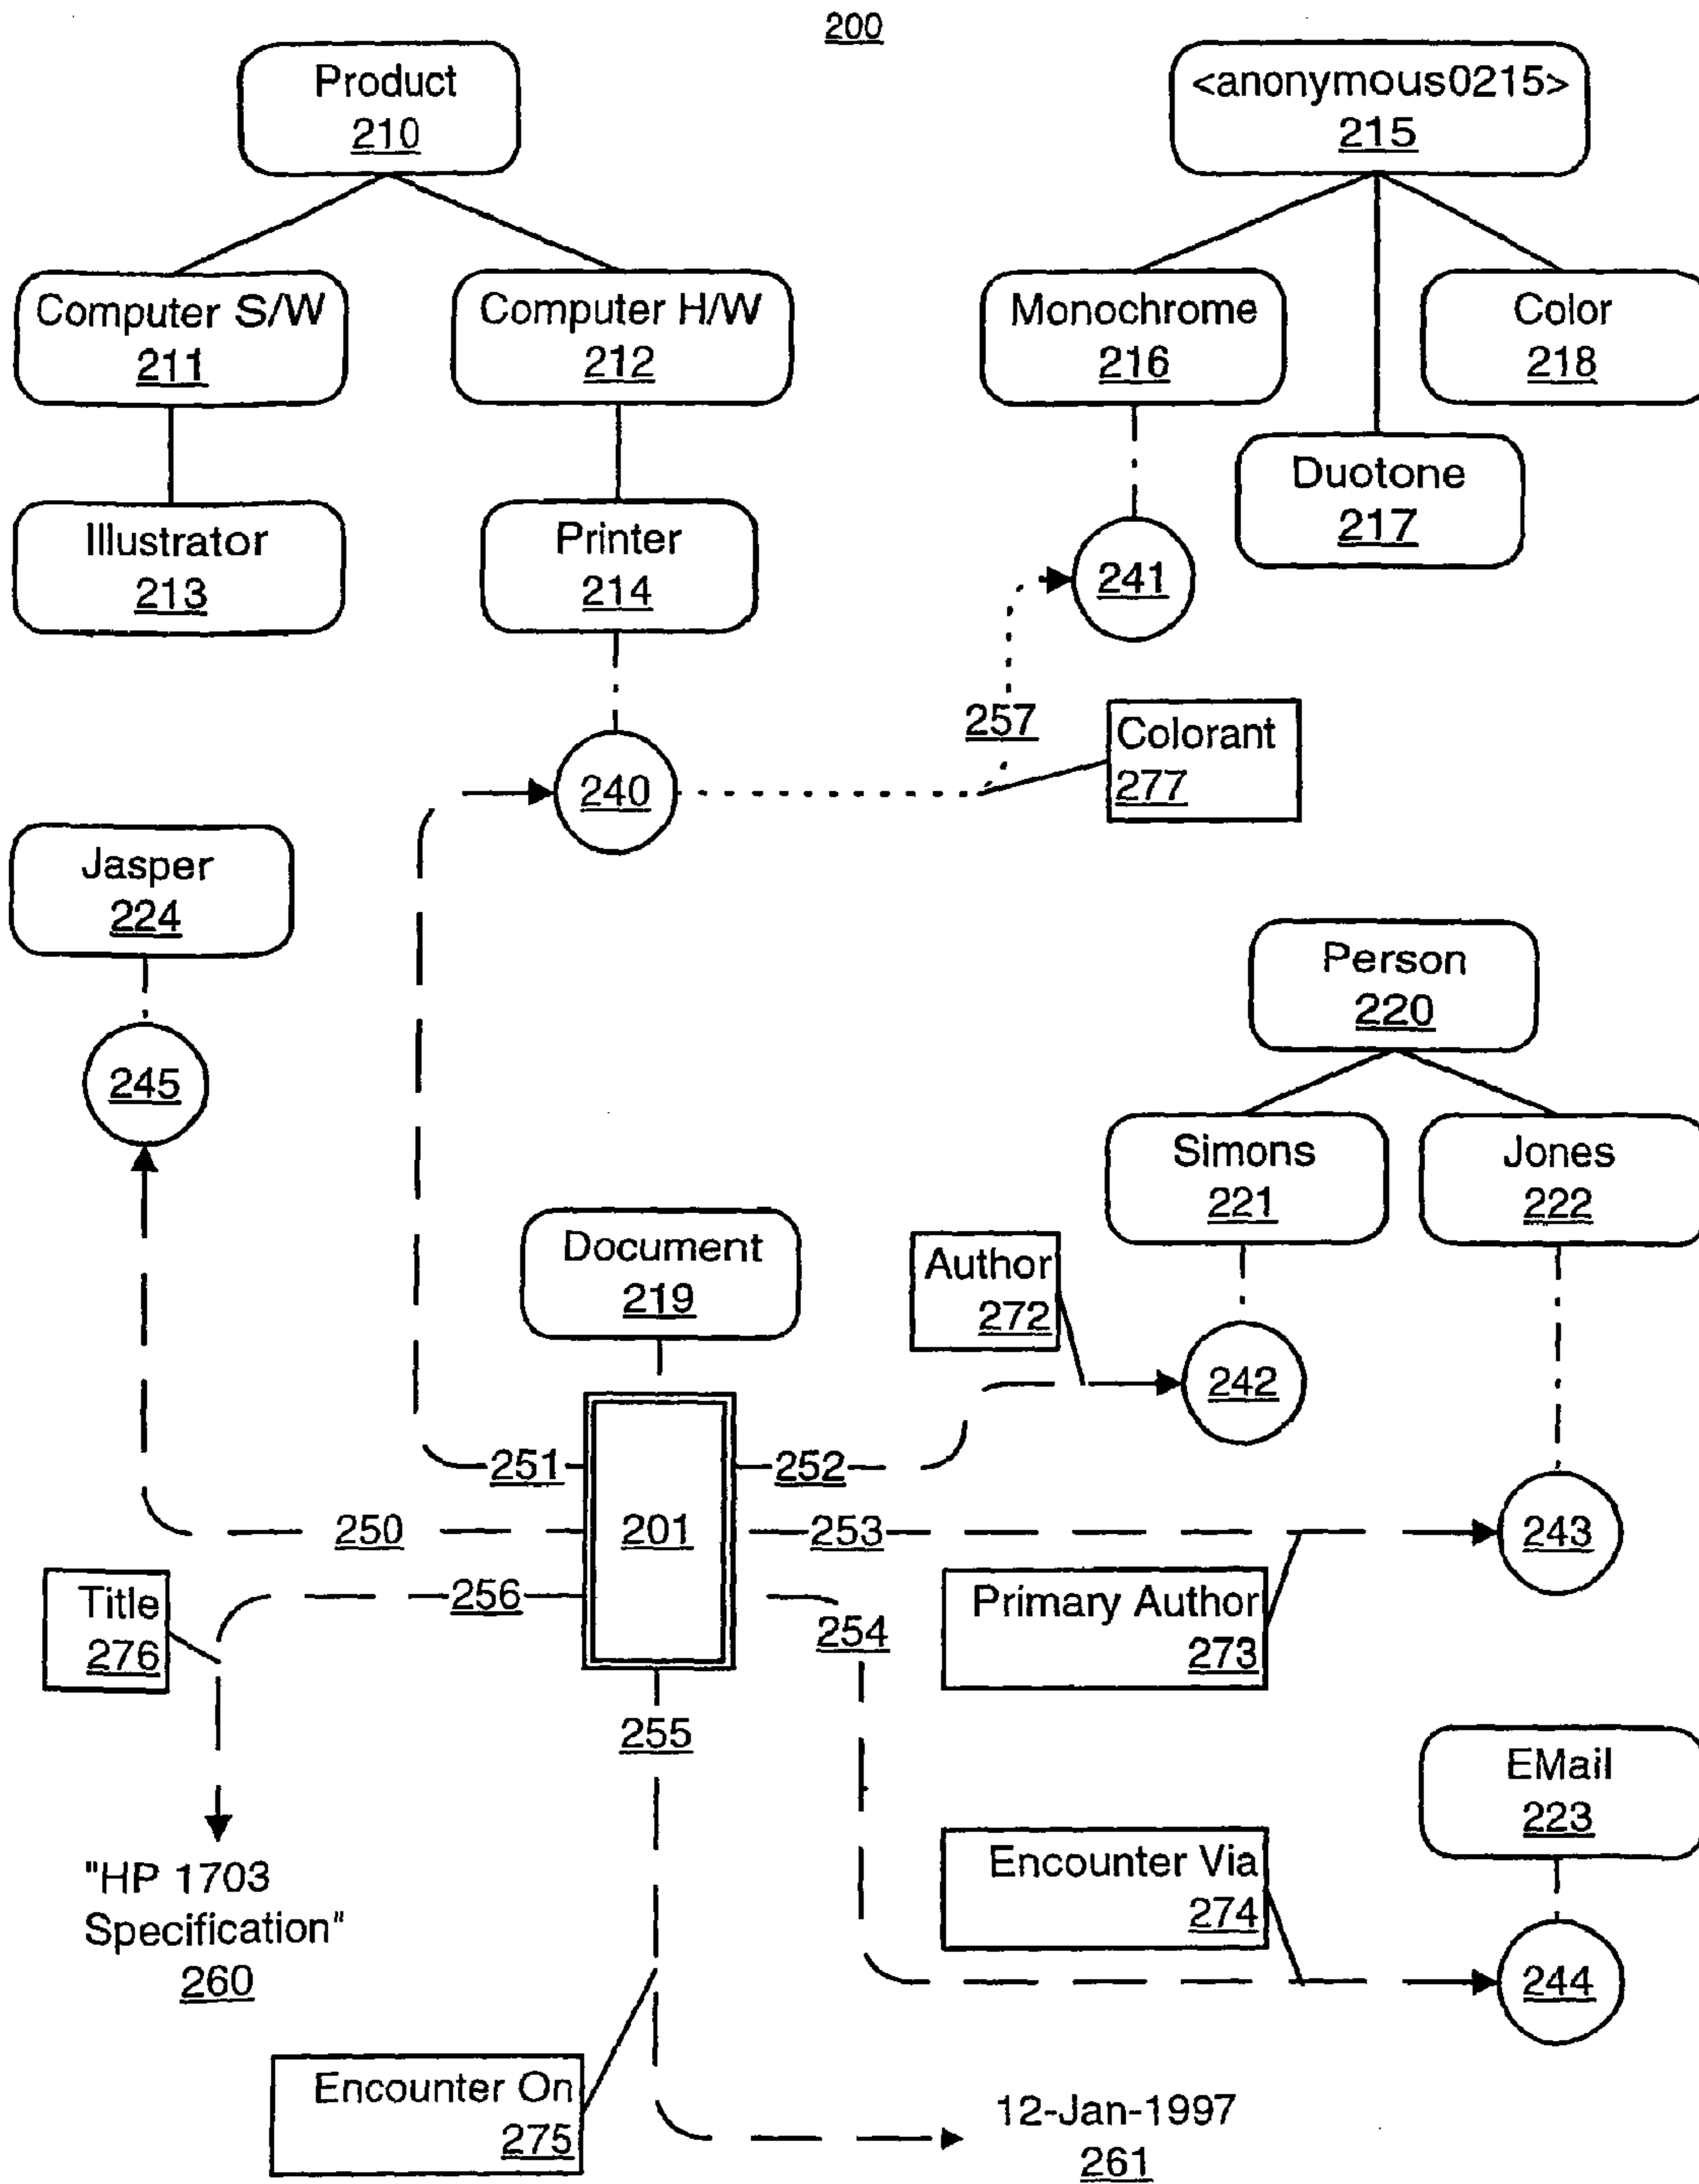 200
Product
210
<anonymous0215>
215
Computer S/W
211
Computer H/W
212
Monochrome
216
Color
218
Duotone
217
Illustrator
213
Printer
214
241
257
Colorant
277
240
Jasper
224
Person
220
245
Simons
221
Jones
222
Document
219
Author
272
242
251
252
250
201
253
243
256
Title
276
254
Primary Author
273
255
EMail
223
"HP 1703
Specification"
260
Encounter Via
274
244
Encounter On
275
12-Jan-1997
261